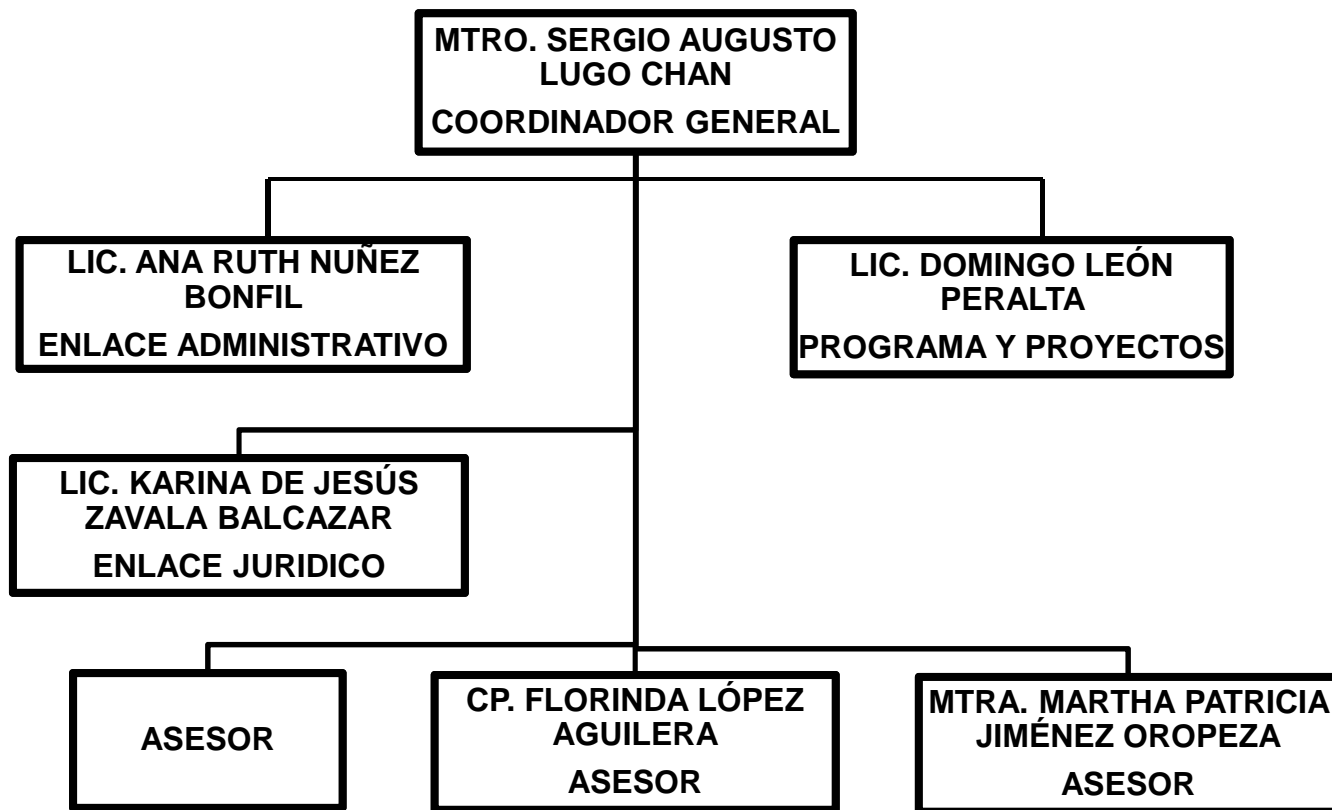 MTRO. SERGIO AUGUSTO
LUGO CHAN
COORDINADOR GENERAL
LIC. ANA RUTH NUÑEZ
BONFIL
ENLACE ADMINISTRATIVO
LIC. DOMINGO LEÓN
PERALTA
PROGRAMA Y PROYECTOS
LIC. KARINA DE JESÚS
ZAVALA BALCAZAR
ENLACE JURIDICO
ASESOR
CP. FLORINDA LÓPEZ
AGUILERA
ASESOR
MTRA. MARTHA PATRICIA
JIMÉNEZ OROPEZA
ASESOR